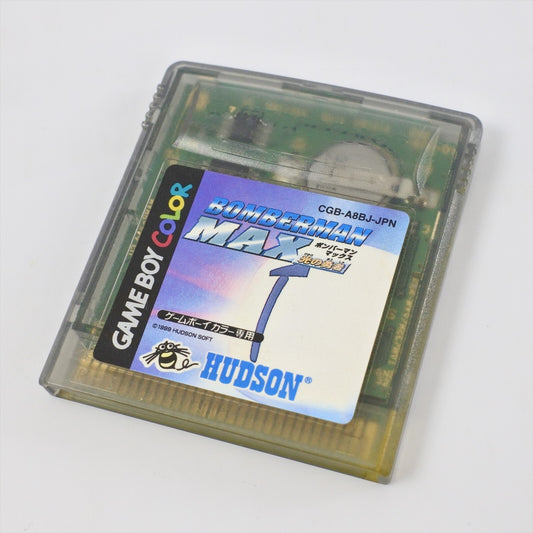 CGB-A8BJ-JPN
BOMBERMAN
MAX
ボンバーマン
マックス
光の勇者
GAME BOY COLOR
ゲームボーイカラー専用
©1999 HUDSON SOFT
HUDSON®